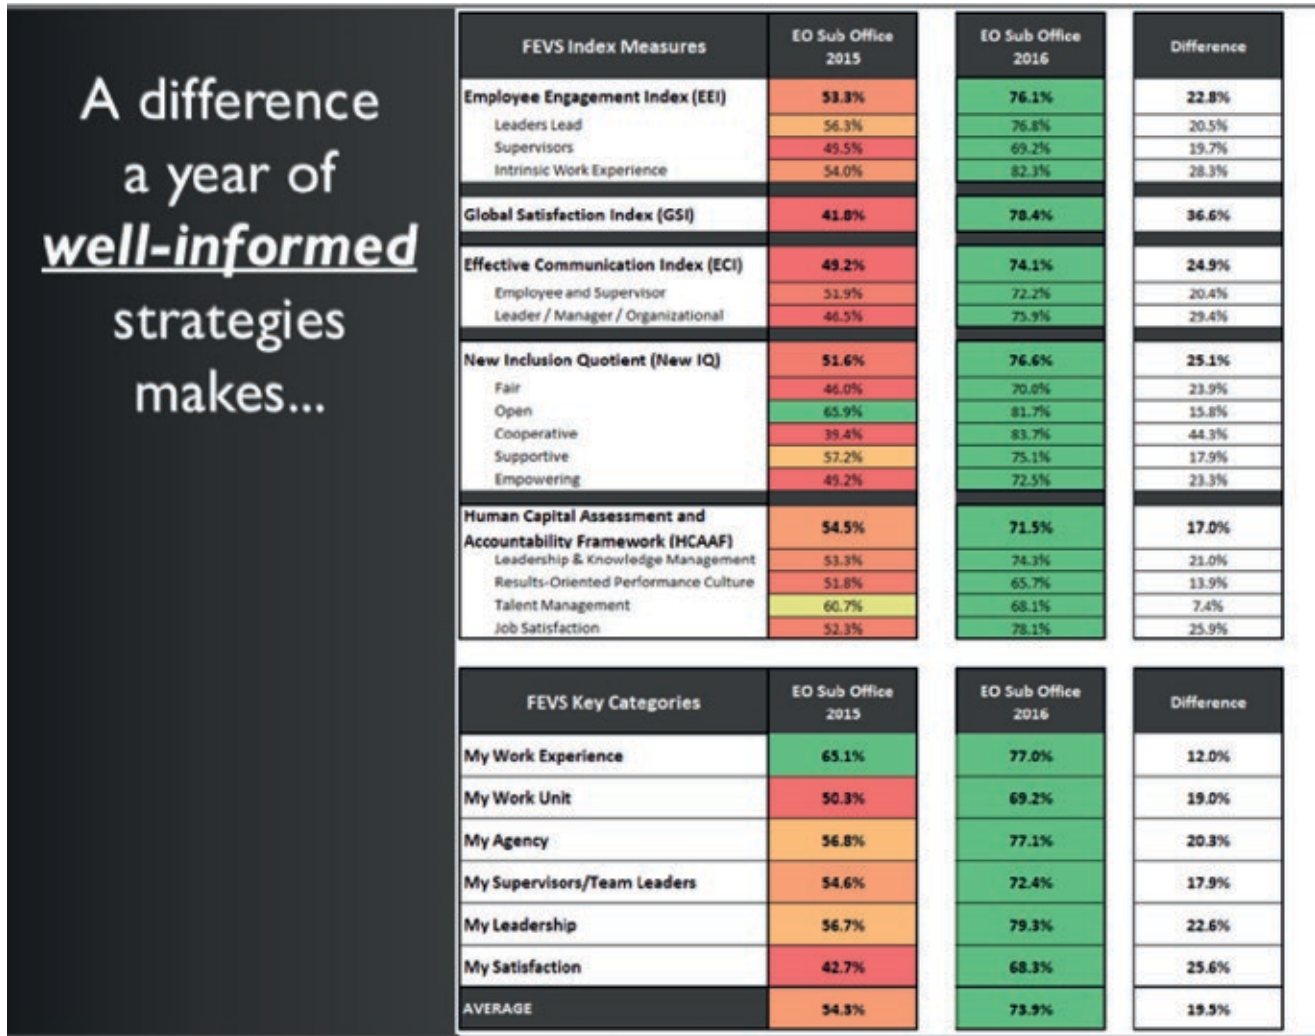 A difference
a year of
well-informed
strategies
makes...
FEVS Index Measures EO Sub Office 2015 EO Sub Office 2016 Difference
Employee Engagement Index (EEI) 53.3% 76.1% 22.8%
Leaders Lead 56.3% 76.8% 20.5%
Supervisors 49.5% 69.2% 19.7%
Intrinsic Work Experience 54.0% 82.3% 28.3%
Global Satisfaction Index (GSI) 41.8% 78.4% 36.6%
Effective Communication Index (ECI) 49.2% 74.1% 24.9%
Employee and Supervisor 51.9% 72.2% 20.4%
Leader / Manager / Organizational 46.5% 75.9% 29.4%
New Inclusion Quotient (New IQ) 51.6% 76.6% 25.1%
Fair 46.0% 70.0% 23.9%
Open 65.9% 81.7% 15.8%
Cooperative 39.4% 83.7% 44.3%
Supportive 57.2% 75.1% 17.9%
Empowering 49.2% 72.5% 23.3%
Human Capital Assessment and
Accountability Framework (HCAAF) 54.5% 71.5% 17.0%
Leadership & Knowledge Management 53.3% 74.3% 21.0%
Results-Oriented Performance Culture 51.8% 65.7% 13.9%
Talent Management 60.7% 68.1% 7.4%
Job Satisfaction 52.3% 78.1% 25.9%
FEVS Key Categories EO Sub Office 2015 EO Sub Office 2016 Difference
My Work Experience 65.1% 77.0% 12.0%
My Work Unit 50.3% 69.2% 19.0%
My Agency 56.8% 77.1% 20.3%
My Supervisors/Team Leaders 54.6% 72.4% 17.9%
My Leadership 56.7% 79.3% 22.6%
My Satisfaction 42.7% 68.3% 25.6%
AVERAGE 54.3% 73.9% 19.5%